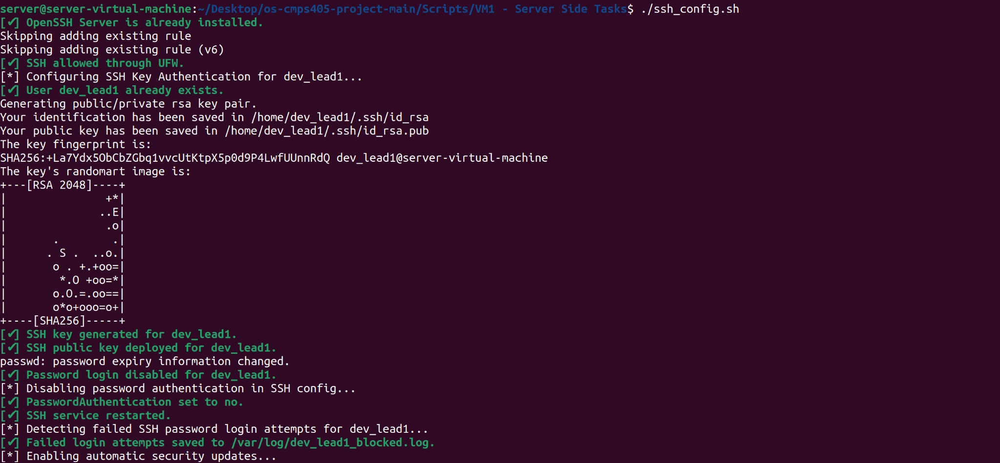 server@server-virtual-machine:~/Desktop/os-cmps405-project-main/Scripts/VM1 - Server Side Tasks$ ./ssh_config.sh
[✔] OpenSSH Server is already installed.
Skipping adding existing rule
Skipping adding existing rule (v6)
[✔] SSH allowed through UFW.
[*] Configuring SSH Key Authentication for dev_lead1...
[✔] User dev_lead1 already exists.
Generating public/private rsa key pair.
Your identification has been saved in /home/dev_lead1/.ssh/id_rsa
Your public key has been saved in /home/dev_lead1/.ssh/id_rsa.pub
The key fingerprint is:
SHA256:+La7Ydx5ObCbZGbq1vvcUtKtpX5p0d9P4LwfUUnnRdQ dev_lead1@server-virtual-machine
The key's randomart image is:
+---[RSA 2048]----+
|               +*|
|              ..E|
|               .o|
|       .        .|
|      . S .  ..o.|
|       o . +.+oo=|
|        *.O +oo=*|
|       o.O.=.oo==|
|       o*o+ooo=o+|
+----[SHA256]-----+
[✔] SSH key generated for dev_lead1.
[✔] SSH public key deployed for dev_lead1.
passwd: password expiry information changed.
[✔] Password login disabled for dev_lead1.
[*] Disabling password authentication in SSH config...
[✔] PasswordAuthentication set to no.
[✔] SSH service restarted.
[*] Detecting failed SSH password login attempts for dev_lead1...
[✔] Failed login attempts saved to /var/log/dev_lead1_blocked.log.
[*] Enabling automatic security updates...